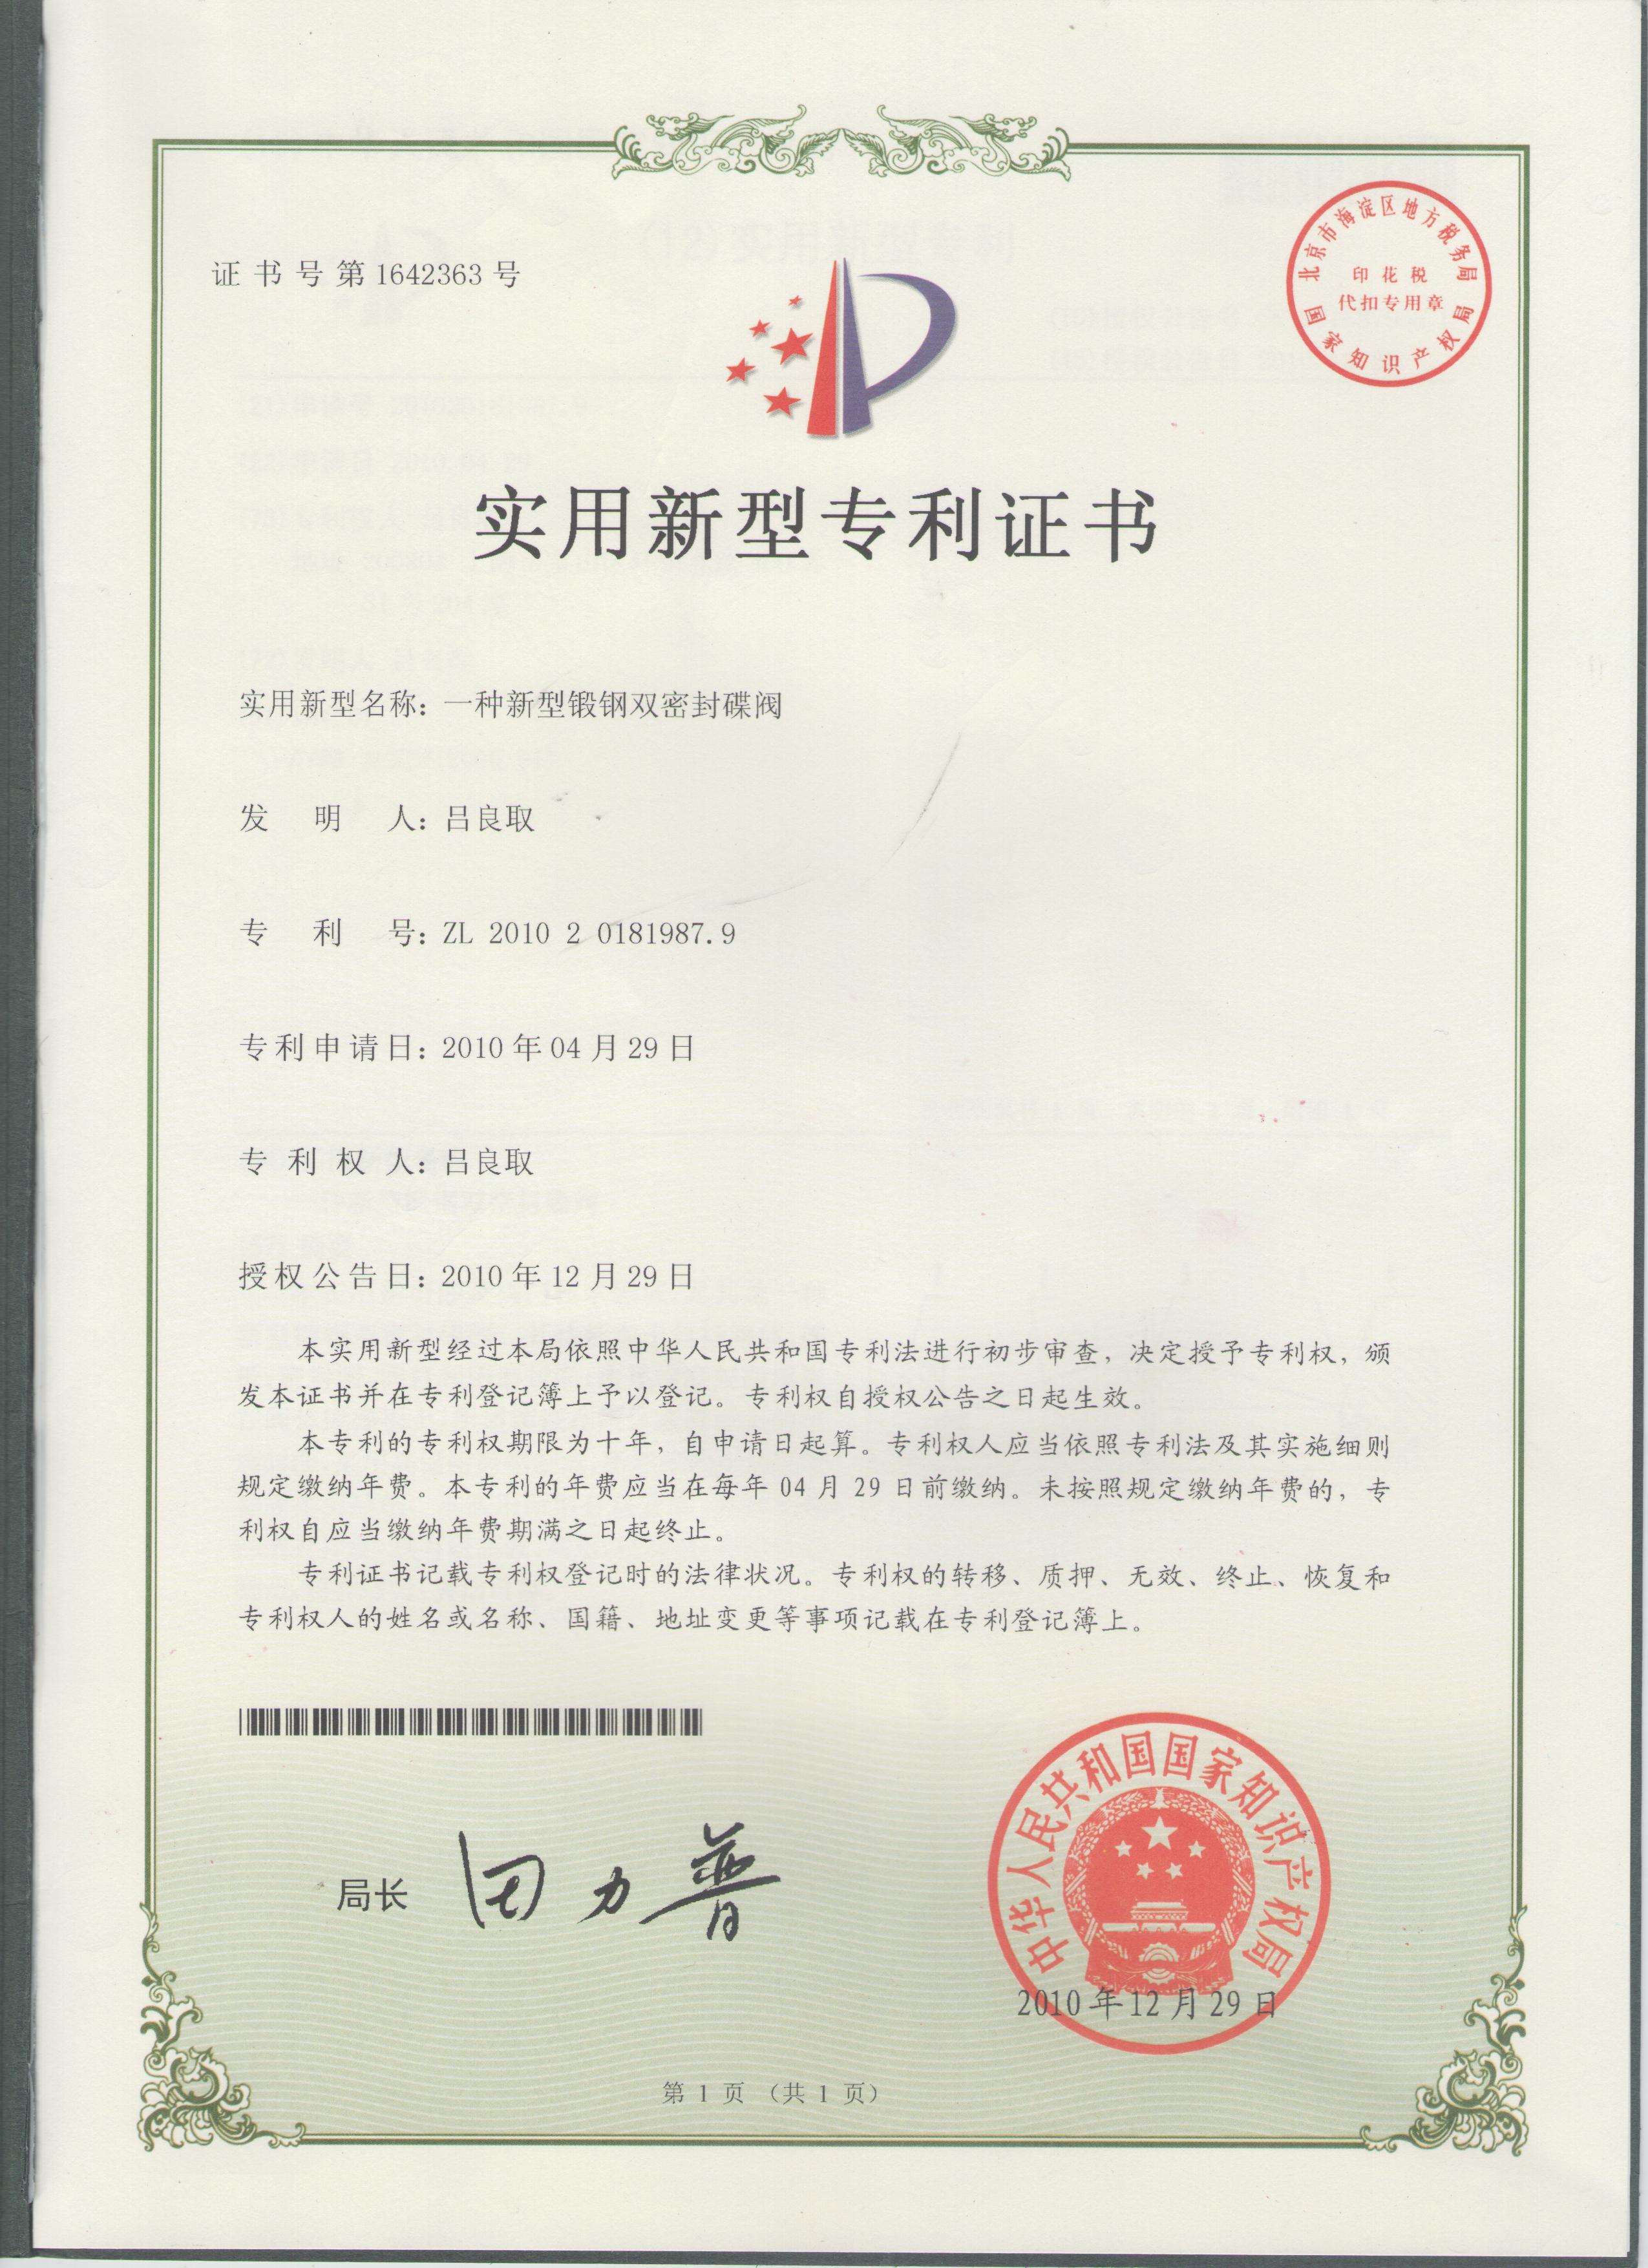 证书号第1642363号
北京市海淀区地方税务局
印花税
代扣专用章
国家知识产权局
实用新型专利证书
实用新型名称：一种新型锻钢双密封碟阀
发明人：吕良取
专利号：ZL 2010 2 0181987.9
专利申请日：2010年04月29日
专利权人：吕良取
授权公告日：2010年12月29日
本实用新型经过本局依照中华人民共和国专利法进行初步审查，决定授予专利权，颁
发本证书并在专利登记簿上予以登记。专利权自授权公告之日起生效。
本专利的专利权期限为十年，自申请日起算。专利权人应当依照专利法及其实施细则
规定缴纳年费。本专利的年费应当在每年 04 月 29 日前缴纳。未按照规定缴纳年费的，专
利权自应当缴纳年费期满之日起终止。
专利证书记载专利权登记时的法律状况。专利权的转移、质押、无效、终止、恢复和
专利权人的姓名或名称、国籍、地址变更等事项记载在专利登记簿上。
局长 田力普
中华人民共和国国家知识产权局
2010年12月29日
第 1 页 （共 1 页）